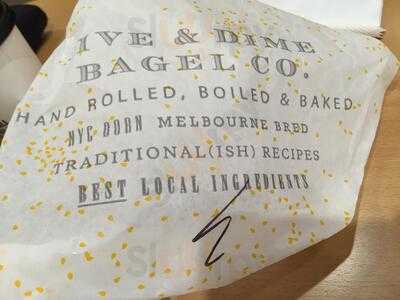 IVE & DIME
BAGEL CO.
HAND ROLLED, BOILED & BAKED
NYC BORN MELBOURNE BRED
TRADITIONAL(ISH) RECIPES
BEST LOCAL INGREDIENTS